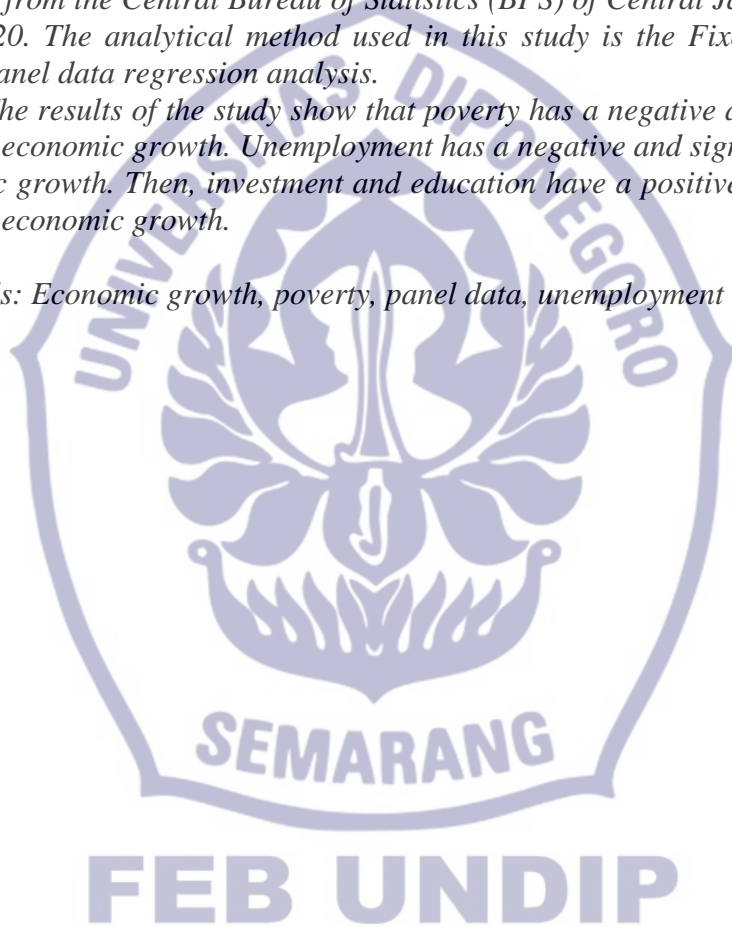 from the Central Bureau of Statistics (BPS) of Central Ja
20. The analytical method used in this study is the Fix
anel data regression analysis.
he results of the study show that poverty has a negative a
economic growth. Unemployment has a negative and sign
c growth. Then, investment and education have a positive
economic growth.
s: Economic growth, poverty, panel data, unemployment
UNIVERSITAS DIPONEGORO
SEMARANG
FEB UNDIP